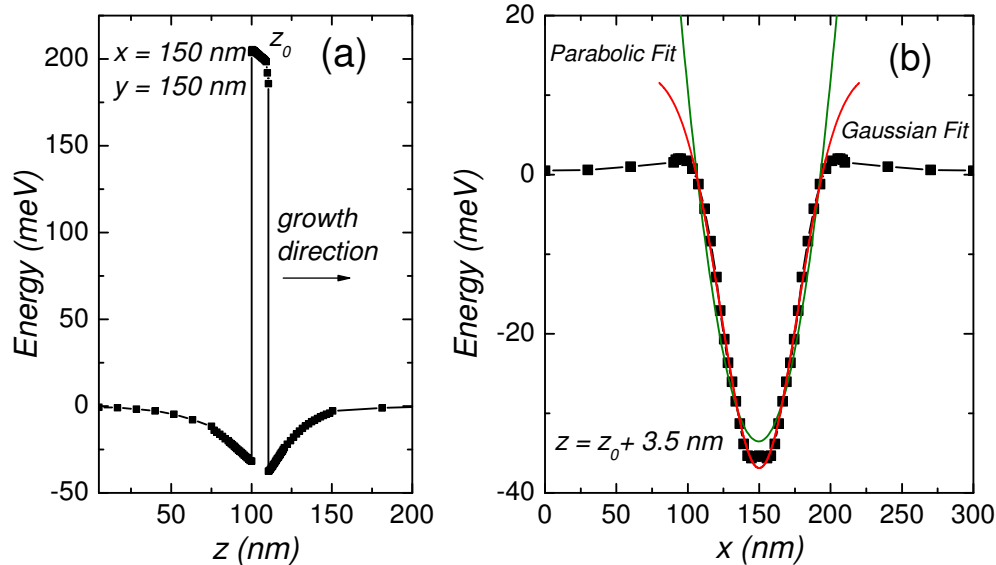 (a)
x = 150 nm
y = 150 nm
z0
growth
direction
200
150
100
50
0
-50
Energy (meV)
50
100
150
200
z (nm)
(b)
Parabolic Fit
Gaussian Fit
z = z0+ 3.5 nm
20
0
-20
-40
Energy (meV)
0
50
100
150
200
250
300
x (nm)